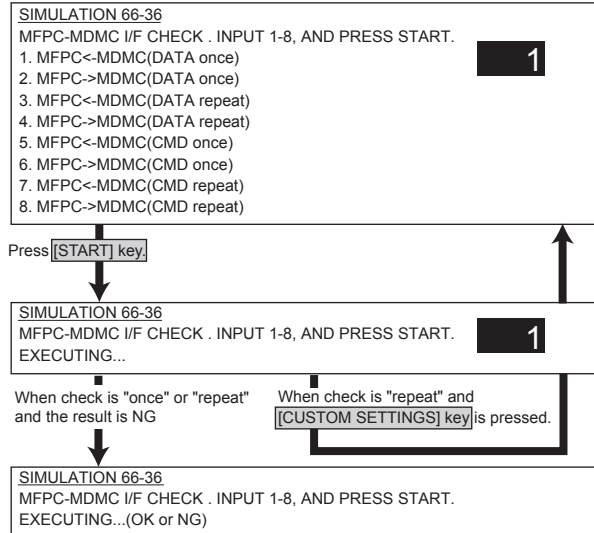 SIMULATION 66-36
MFPC-MDMC I/F CHECK . INPUT 1-8, AND PRESS START.
1. MFPC<-MDMC(DATA once)
1
2. MFPC->MDMC(DATA once)
3. MFPC<-MDMC(DATA repeat)
4. MFPC->MDMC(DATA repeat)
5. MFPC<-MDMC(CMD once)
6. MFPC->MDMC(CMD once)
7. MFPC<-MDMC(CMD repeat)
8. MFPC->MDMC(CMD repeat)
Press [START] key.
SIMULATION 66-36
MFPC-MDMC I/F CHECK . INPUT 1-8, AND PRESS START.
1
EXECUTING...
When check is "once" or "repeat"
and the result is NG
When check is "repeat" and
[CUSTOM SETTINGS] key is pressed.
SIMULATION 66-36
MFPC-MDMC I/F CHECK . INPUT 1-8, AND PRESS START.
EXECUTING...(OK or NG)